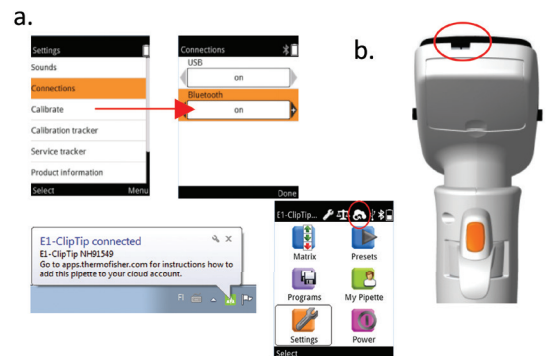 a.
Settings
Sounds
Connections
Calibrate
Calibration tracker
Service tracker
Product information
Select Menu
Connections
USB
on
Bluetooth
on
Done
b.
E1-ClipTip connected
E1-ClipTip NH91549
Go to apps.thermofisher.com for instructions how to
add this pipette to your cloud account.
FI
E1-ClipTip...
Matrix Presets
Programs My Pipette
Settings Power
Select